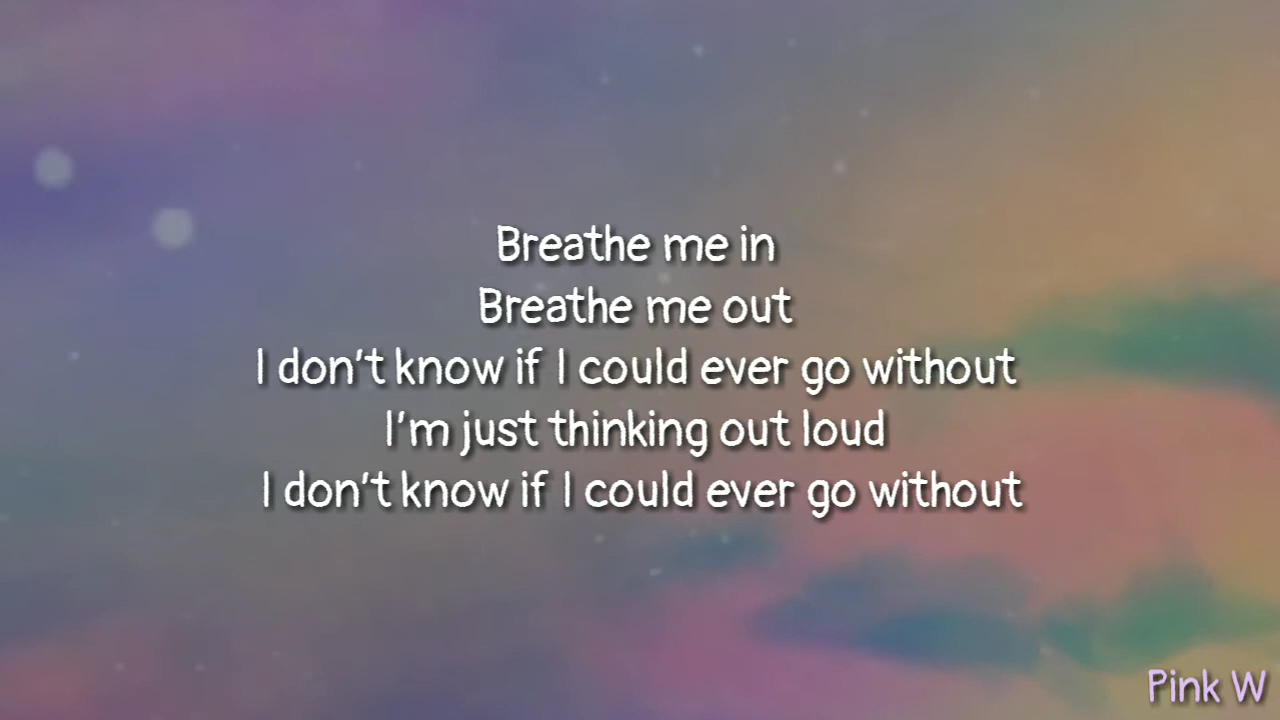 Breathe me in
Breathe me out
I don't know if I could ever go without
I'm just thinking out loud
I don't know if I could ever go without
Pink W